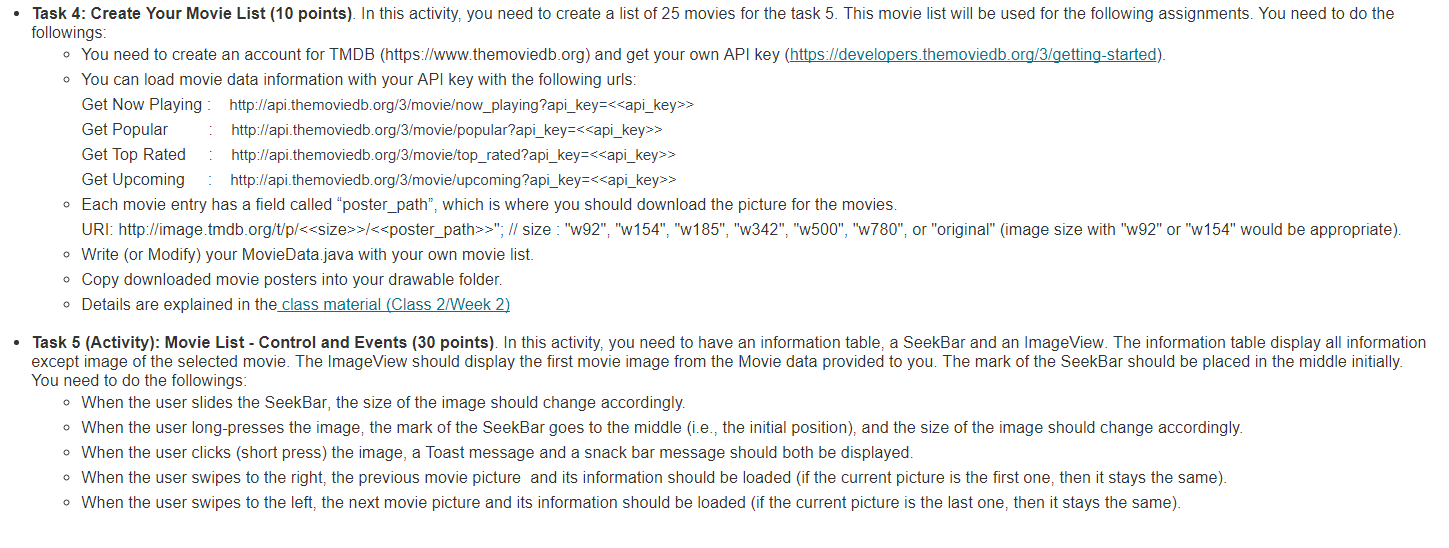 • Task 4: Create Your Movie List (10 points). In this activity, you need to create a list of 25 movies for the task 5. This movie list will be used for the following assignments. You need to do the
followings:
◦ You need to create an account for TMDB (https://www.themoviedb.org) and get your own API key (https://developers.themoviedb.org/3/getting-started).
◦ You can load movie data information with your API key with the following urls:
Get Now Playing : http://api.themoviedb.org/3/movie/now_playing?api_key=<<api_key>>
Get Popular : http://api.themoviedb.org/3/movie/popular?api_key=<<api_key>>
Get Top Rated : http://api.themoviedb.org/3/movie/top_rated?api_key=<<api_key>>
Get Upcoming : http://api.themoviedb.org/3/movie/upcoming?api_key=<<api_key>>
◦ Each movie entry has a field called “poster_path”, which is where you should download the picture for the movies.
URI: http://image.tmdb.org/t/p/<<size>>/<<poster_path>>"; // size : "w92", "w154", "w185", "w342", "w500", "w780", or "original" (image size with "w92" or "w154" would be appropriate).
◦ Write (or Modify) your MovieData.java with your own movie list.
◦ Copy downloaded movie posters into your drawable folder.
◦ Details are explained in the class material (Class 2/Week 2)
• Task 5 (Activity): Movie List - Control and Events (30 points). In this activity, you need to have an information table, a SeekBar and an ImageView. The information table display all information
except image of the selected movie. The ImageView should display the first movie image from the Movie data provided to you. The mark of the SeekBar should be placed in the middle initially.
You need to do the followings:
◦ When the user slides the SeekBar, the size of the image should change accordingly.
◦ When the user long-presses the image, the mark of the SeekBar goes to the middle (i.e., the initial position), and the size of the image should change accordingly.
◦ When the user clicks (short press) the image, a Toast message and a snack bar message should both be displayed.
◦ When the user swipes to the right, the previous movie picture and its information should be loaded (if the current picture is the first one, then it stays the same).
◦ When the user swipes to the left, the next movie picture and its information should be loaded (if the current picture is the last one, then it stays the same).